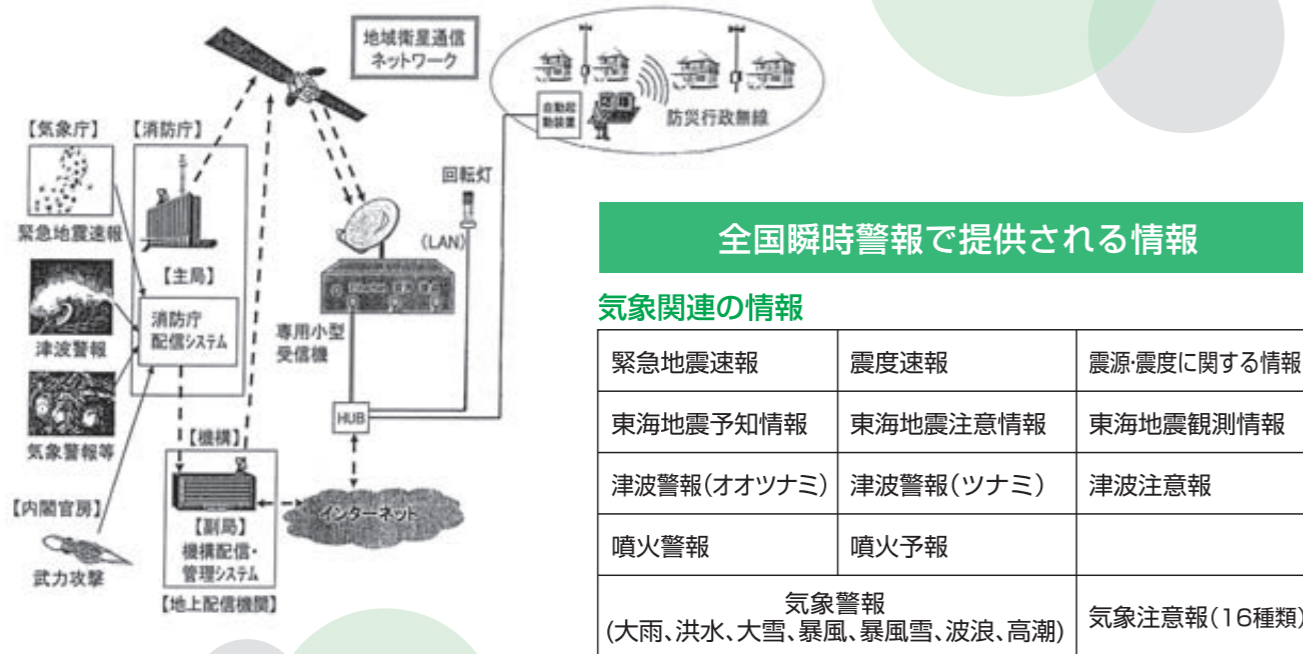 地域衛星通信
ネットワーク
自動起
動装置
防災行政無線
【気象庁】
【消防庁】
緊急地震速報
津波警報
気象警報等
【内閣官房】
武力攻撃
【主局】
消防庁
配信システム
【機構】
【副局】
機構配信・
管理システム
【地上配信機関】
回転灯
(LAN)
専用小型
受信機
HUB
インターネット
全国瞬時警報で提供される情報
気象関連の情報
緊急地震速報 震度速報 震源・震度に関する情報
東海地震予知情報 東海地震注意情報 東海地震観測情報
津波警報(オオツナミ) 津波警報(ツナミ) 津波注意報
噴火警報 噴火予報
気象警報
(大雨、洪水、大雪、暴風、暴風雪、波浪、高潮)
気象注意報(16種類)